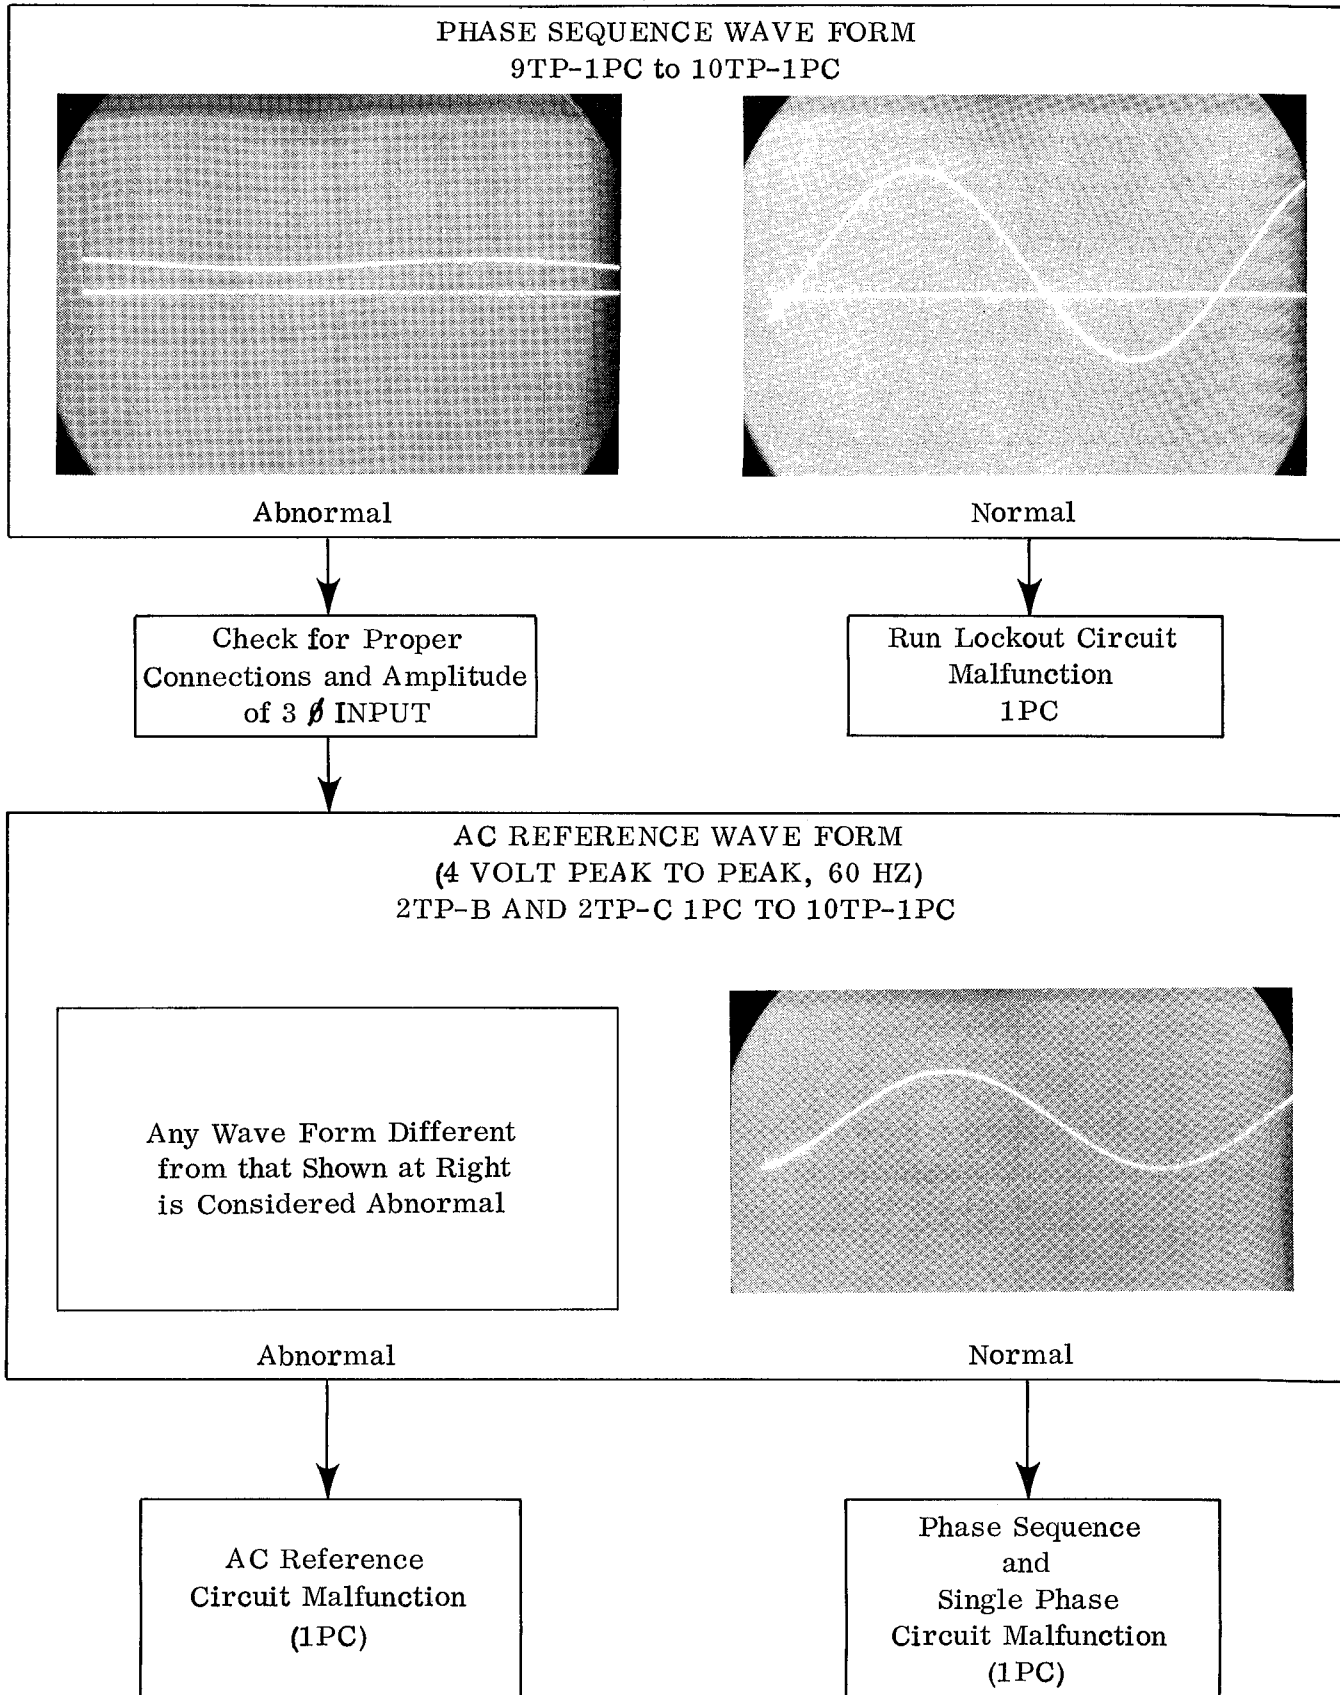 PHASE SEQUENCE WAVE FORM
9TP-1PC to 10TP-1PC
Abnormal
Normal
Check for Proper
Connections and Amplitude
of 3 ∅ INPUT
Run Lockout Circuit
Malfunction
1PC
AC REFERENCE WAVE FORM
(4 VOLT PEAK TO PEAK, 60 HZ)
2TP-B AND 2TP-C 1PC TO 10TP-1PC
Any Wave Form Different
from that Shown at Right
is Considered Abnormal
Abnormal
Normal
AC Reference
Circuit Malfunction
(1PC)
Phase Sequence
and
Single Phase
Circuit Malfunction
(1PC)